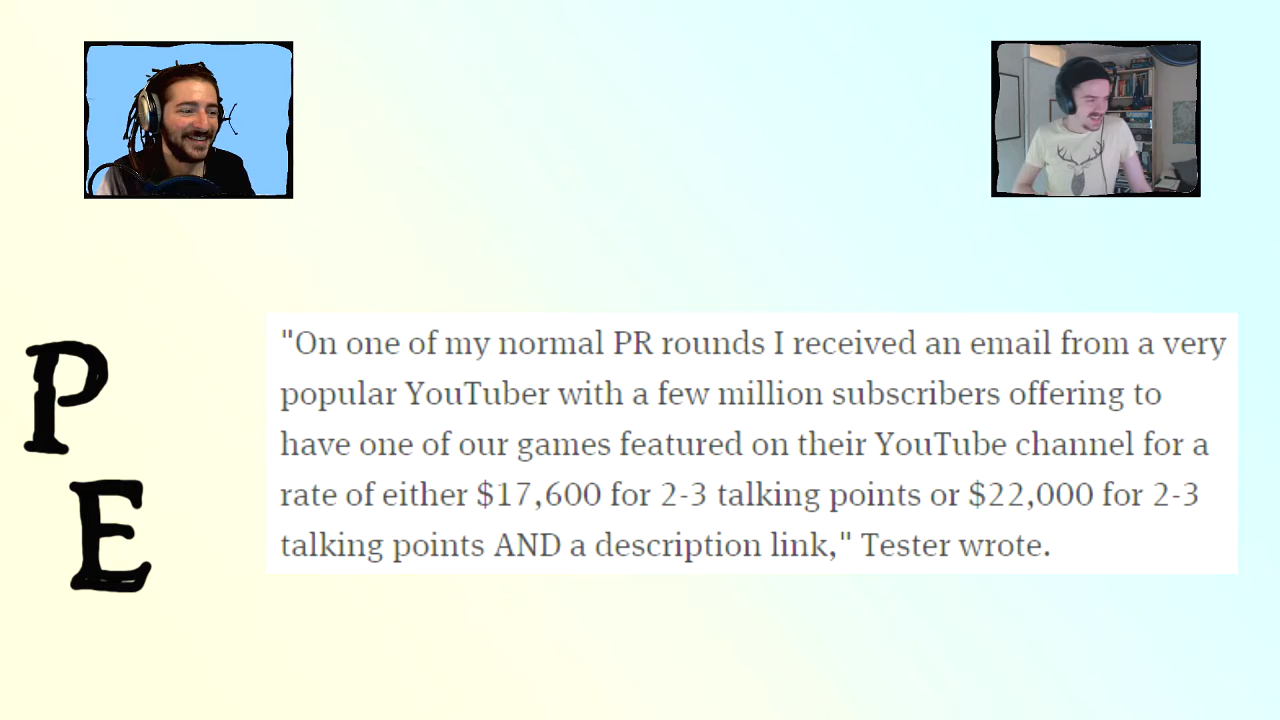 P
E
"On one of my normal PR rounds I received an email from a very
popular YouTuber with a few million subscribers offering to
have one of our games featured on their YouTube channel for a
rate of either $17,600 for 2-3 talking points or $22,000 for 2-3
talking points AND a description link," Tester wrote.